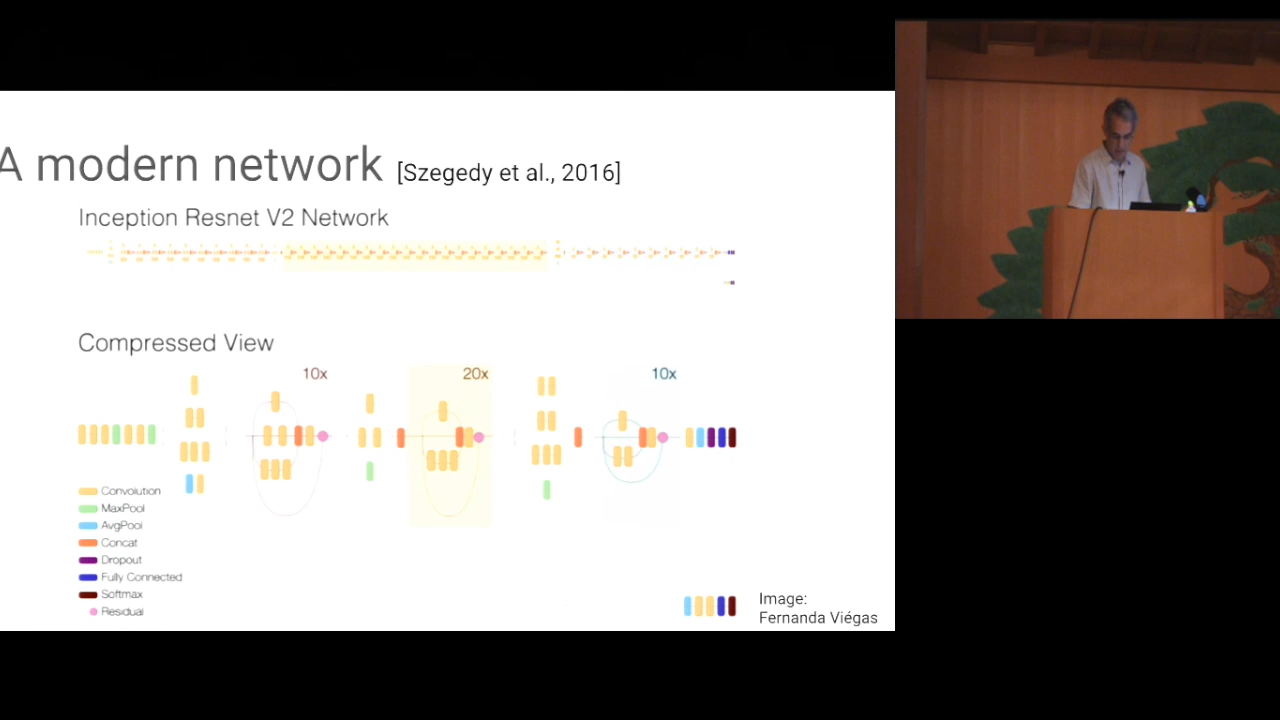 A modern network [Szegedy et al., 2016]
Inception Resnet V2 Network
Compressed View
10x
20x
10x
Convolution
MaxPool
AvgPool
Concat
Dropout
Fully Connected
Softmax
Residual
Image:
Fernanda Viégas